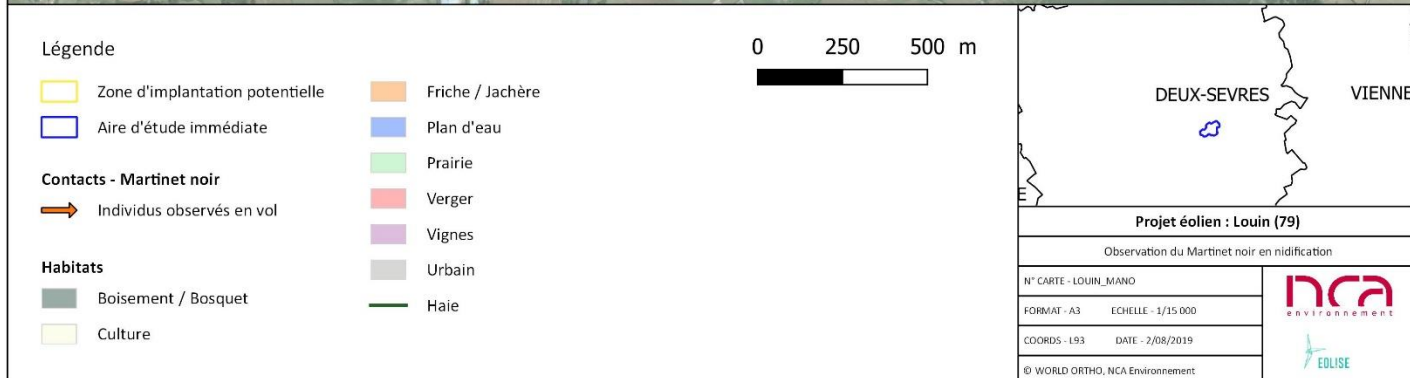 Légende
Zone d'implantation potentielle
Aire d'étude immédiate
Contacts - Martinet noir
Individus observés en vol
Habitats
Boisement / Bosquet
Culture
Friche / Jachère
Plan d'eau
Prairie
Verger
Vignes
Urbain
Haie
0 250 500 m
DEUX-SEVRES VIENNE
E
Projet éolien : Louin (79)
Observation du Martinet noir en nidification
N° CARTE - LOUIN_MANO
FORMAT - A3 ECHELLE - 1/15 000
COORDS - L93 DATE - 2/08/2019
© WORLD ORTHO, NCA Environnement
nca
environnement
EOLISE